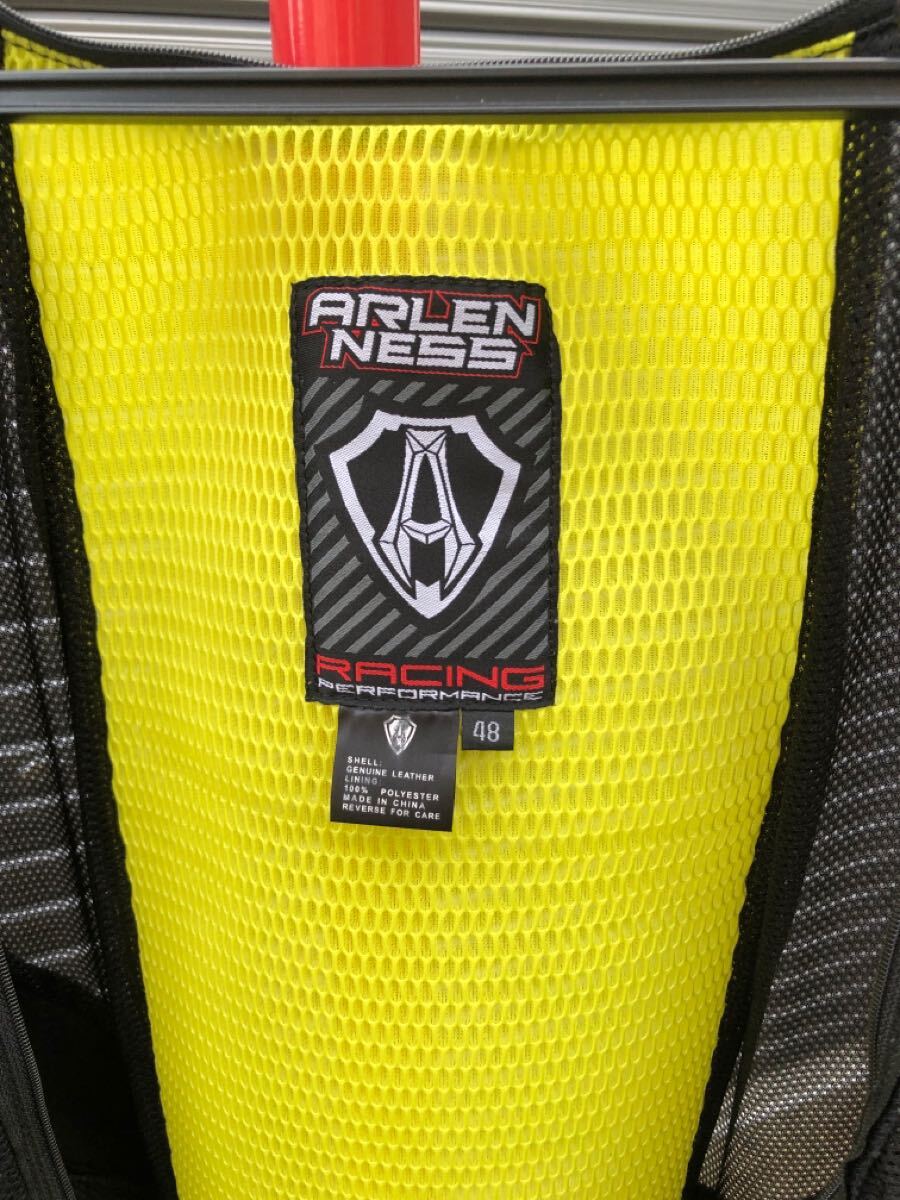 ARLEN
NESS
RACING
PERFORMANCE
48
SHELL:
GENUINE LEATHER
LINING:
100% POLYESTER
MADE IN CHINA
REVERSE FOR CARE